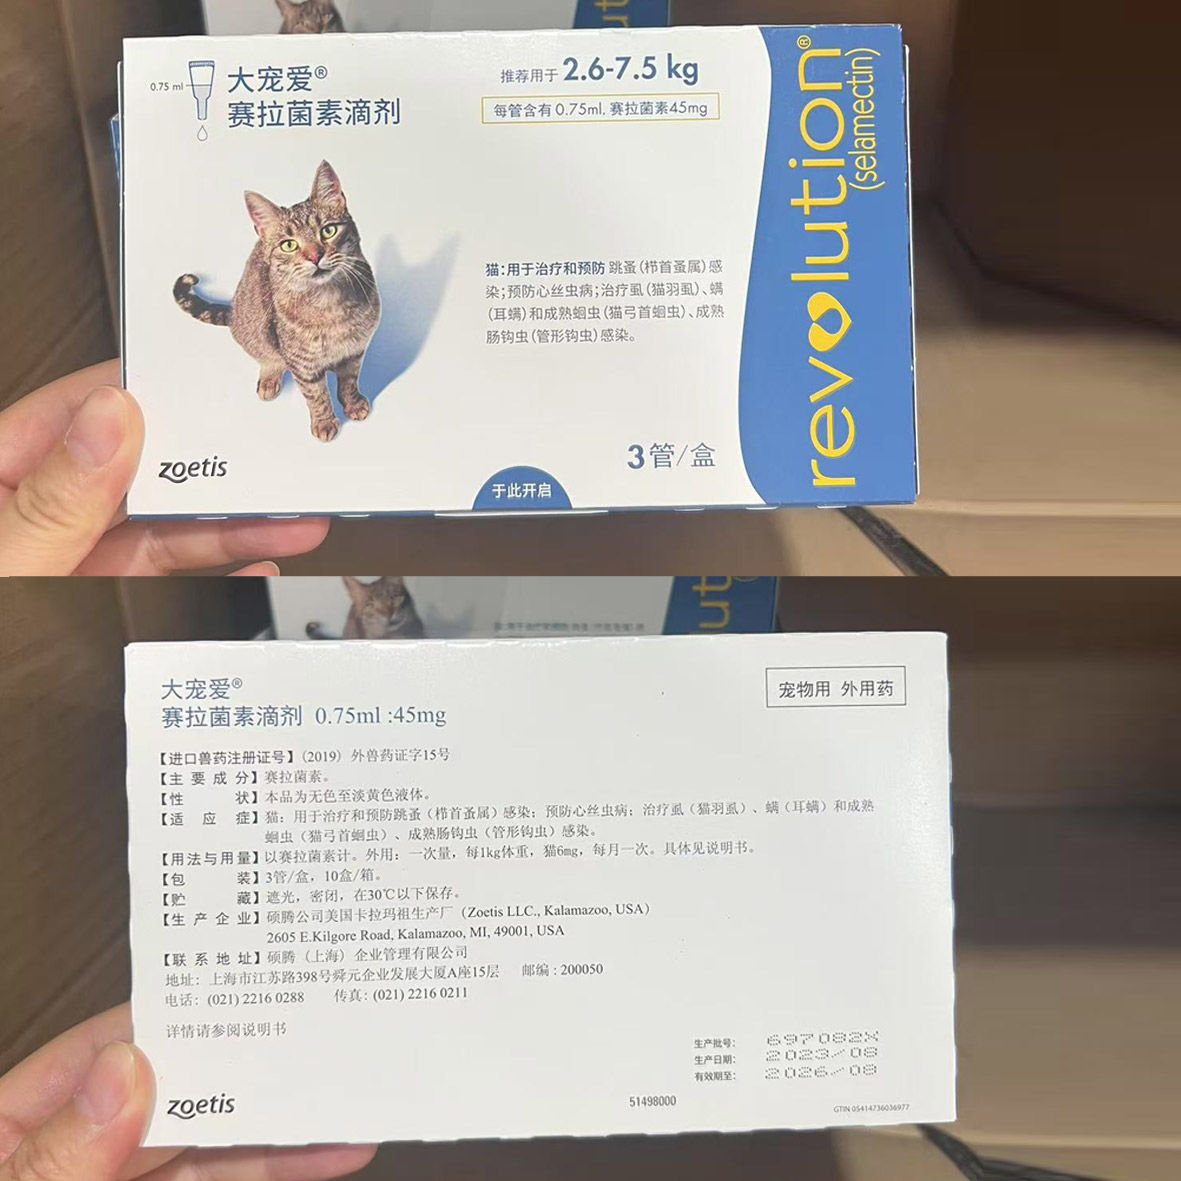 0.75 ml
大宠爱®
赛拉菌素滴剂
推荐用于 2.6-7.5 kg
每管含有 0.75ml, 赛拉菌素45mg
猫:用于治疗和预防 跳蚤(栉首蚤属)感
染;预防心丝虫病;治疗虱(猫羽虱)、螨
(耳螨)和成熟蛔虫(猫弓首蛔虫)、成熟
肠钩虫(管形钩虫)感染。
3管/盒
zoetis
于此开启
revolution®
(selamectin)
ut
大宠爱®
赛拉菌素滴剂 0.75ml :45mg
宠物用 外用药
【进口兽药注册证号】(2019) 外兽药证字15号
【主要成分】赛拉菌素。
【性 状】本品为无色至淡黄色液体。
【适 应 症】猫:用于治疗和预防跳蚤(栉首蚤属)感染;预防心丝虫病;治疗虱(猫羽虱)、螨(耳螨)和成熟
蛔虫(猫弓首蛔虫)、成熟肠钩虫(管形钩虫)感染。
【用法与用量】以赛拉菌素计。外用:一次量,每1kg体重,猫6mg,每月一次。具体见说明书。
【包 装】3管/盒,10盒/箱。
【贮 藏】遮光,密闭,在30℃以下保存。
【生产企业】硕腾公司美国卡拉玛祖生产厂(Zoetis LLC., Kalamazoo, USA)
2605 E.Kilgore Road, Kalamazoo, MI, 49001, USA
【联系地址】硕腾(上海)企业管理有限公司
地址:上海市江苏路398号舜元企业发展大厦A座15层 邮编:200050
电话:(021) 2216 0288 传真:(021) 2216 0211
详情请参阅说明书
生产批号: 697082X
生产日期: 2023/08
有效期至: 2026/08
zoetis
51498000
GTIN 05414736036977